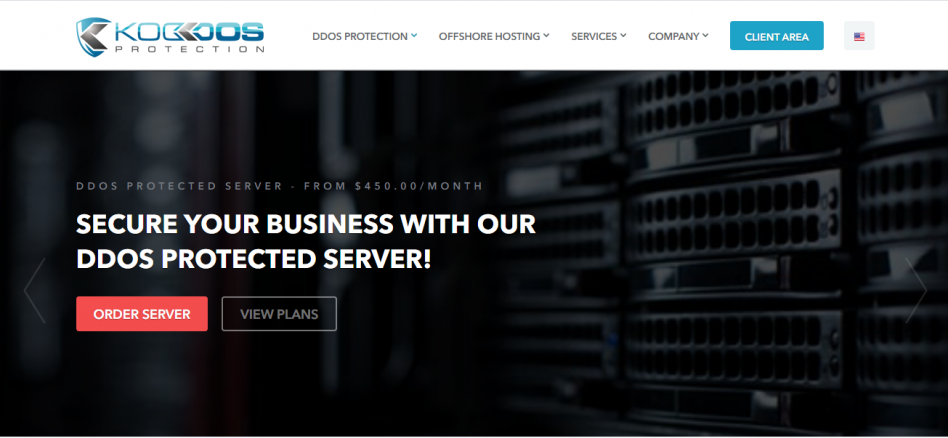 KODDOS
PROTECTION
DDOS PROTECTION
OFFSHORE HOSTING
SERVICES
COMPANY
CLIENT AREA
DDOS PROTECTED SERVER - FROM $450.00/MONTH
SECURE YOUR BUSINESS WITH OUR
DDOS PROTECTED SERVER!
ORDER SERVER
VIEW PLANS